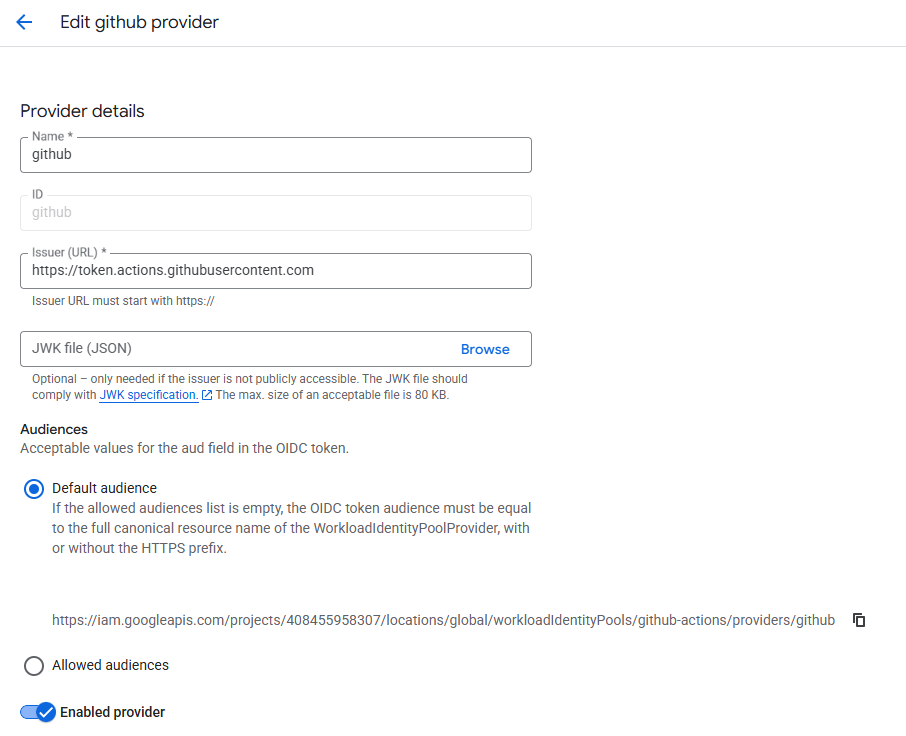 Edit github provider
Provider details
Name *
github
ID
github
Issuer (URL) *
https://token.actions.githubusercontent.com
Issuer URL must start with https://
JWK file (JSON)
Browse
Optional – only needed if the issuer is not publicly accessible. The JWK file should
comply with JWK specification. The max. size of an acceptable file is 80 KB.
Audiences
Acceptable values for the aud field in the OIDC token.
Default audience
If the allowed audiences list is empty, the OIDC token audience must be equal
to the full canonical resource name of the WorkloadIdentityPoolProvider, with
or without the HTTPS prefix.
https://iam.googleapis.com/projects/408455958307/locations/global/workloadIdentityPools/github-actions/providers/github
Allowed audiences
Enabled provider